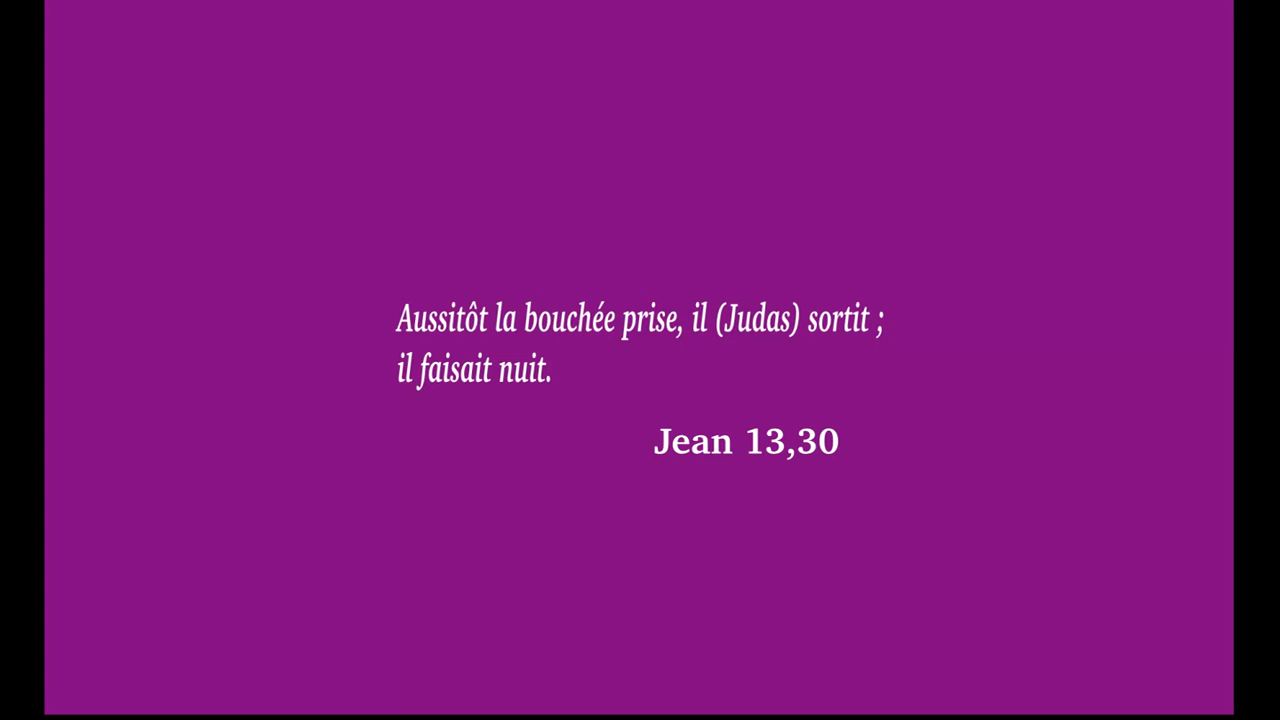 Aussitôt la bouchée prise, il (Judas) sortit ;
il faisait nuit.
Jean 13,30